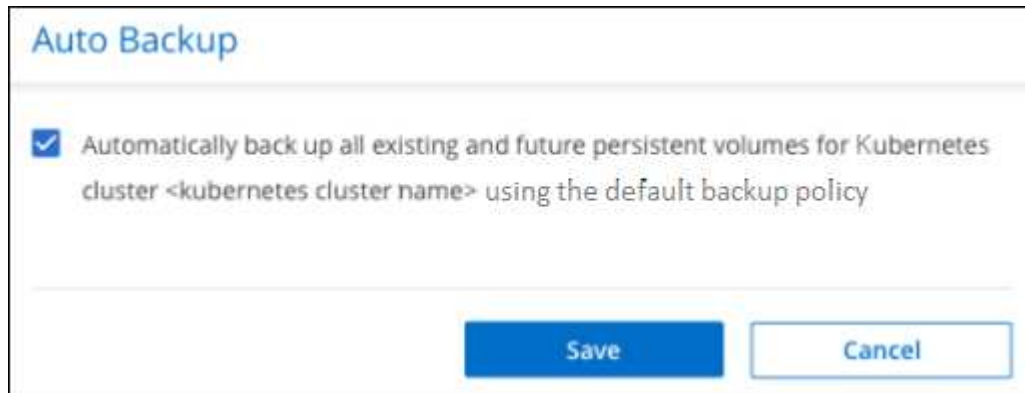 Auto Backup
Automatically back up all existing and future persistent volumes for Kubernetes
cluster <kubernetes cluster name> using the default backup policy
Save
Cancel